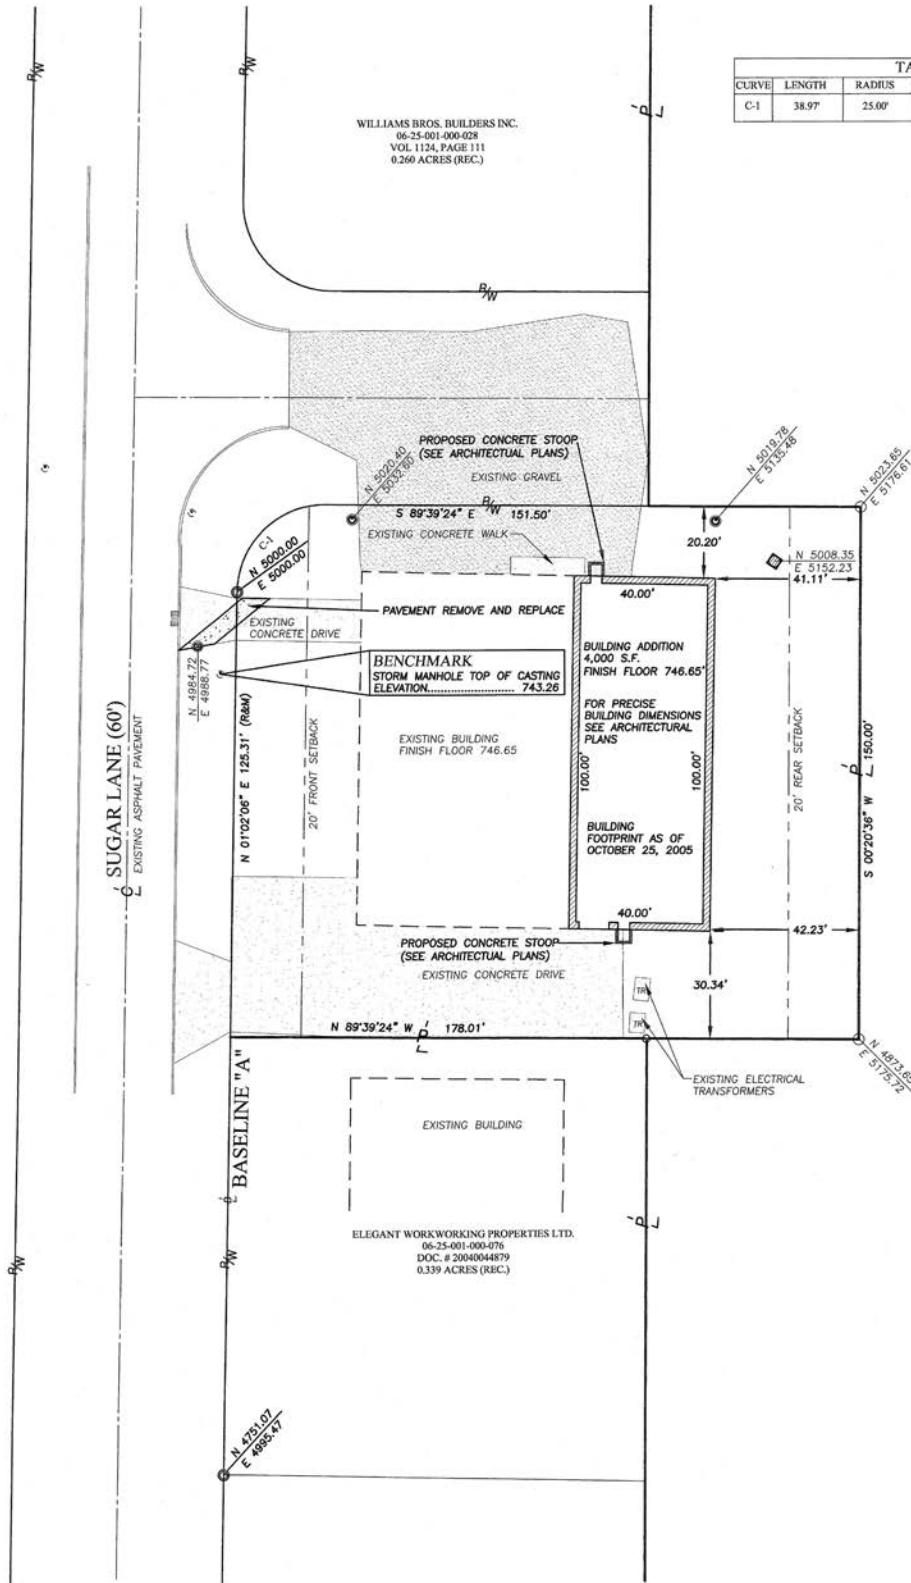 R/W
R/W
P/L
TA
CURVE LENGTH RADIUS
C-1 38.97' 25.00'
WILLIAMS BROS. BUILDERS INC.
06-25-001-000-028
VOL 1124, PAGE 111
0.260 ACRES (REC.)
R/W
PROPOSED CONCRETE STOOP
(SEE ARCHITECTUAL PLANS)
EXISTING GRAVEL
N 5020.40
E 5032.60
N 5019.78
E 5135.48
N 5023.65
E 5176.61
R/W
S 89°39'24" E 151.50'
EXISTING CONCRETE WALK
20.20'
C-1
N 5000.00
E 5000.00
N 5008.35
E 5152.23
41.11'
40.00'
PAVEMENT REMOVE AND REPLACE
EXISTING
CONCRETE DRIVE
BENCHMARK
STORM MANHOLE TOP OF CASTING
ELEVATION...................... 743.26
N 4984.72
E 4988.77
BUILDING ADDITION
4,000 S.F.
FINISH FLOOR 746.65'
FOR PRECISE
BUILDING DIMENSIONS
SEE ARCHITECTURAL
PLANS
EXISTING BUILDING
FINISH FLOOR 746.65
100.00'
100.00'
BUILDING
FOOTPRINT AS OF
OCTOBER 25, 2005
SUGAR LANE (60')
EXISTING ASPHALT PAVEMENT
C/L
N 01°02'06" E 125.31' (R&M)
20' FRONT SETBACK
20' REAR SETBACK
P/L
S 00°20'36" W 150.00'
40.00'
42.23'
PROPOSED CONCRETE STOOP
(SEE ARCHITECTUAL PLANS)
EXISTING CONCRETE DRIVE
30.34'
TR
TR
N 89°39'24" W 178.01'
P/L
N 4873.65
E 5175.72
EXISTING ELECTRICAL
TRANSFORMERS
BASELINE "A"
B/L
EXISTING BUILDING
ELEGANT WORKWORKING PROPERTIES LTD.
06-25-001-000-076
DOC. # 20040044879
0.339 ACRES (REC.)
P/L
R/W
R/W
N 4751.07
E 4995.47